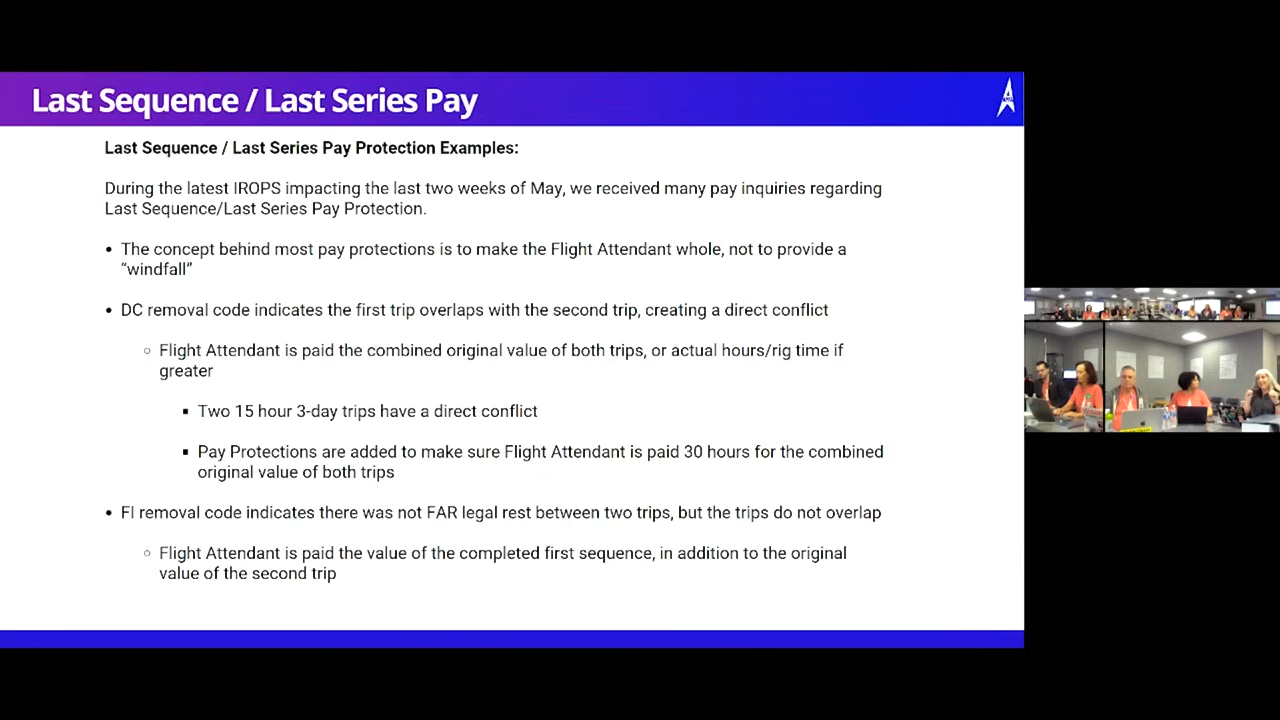 Last Sequence / Last Series Pay
Last Sequence / Last Series Pay Protection Examples:
During the latest IROPS impacting the last two weeks of May, we received many pay inquiries regarding
Last Sequence/Last Series Pay Protection.
• The concept behind most pay protections is to make the Flight Attendant whole, not to provide a
“windfall”
• DC removal code indicates the first trip overlaps with the second trip, creating a direct conflict
○ Flight Attendant is paid the combined original value of both trips, or actual hours/rig time if
greater
▪ Two 15 hour 3-day trips have a direct conflict
▪ Pay Protections are added to make sure Flight Attendant is paid 30 hours for the combined
original value of both trips
• FI removal code indicates there was not FAR legal rest between two trips, but the trips do not overlap
○ Flight Attendant is paid the value of the completed first sequence, in addition to the original
value of the second trip